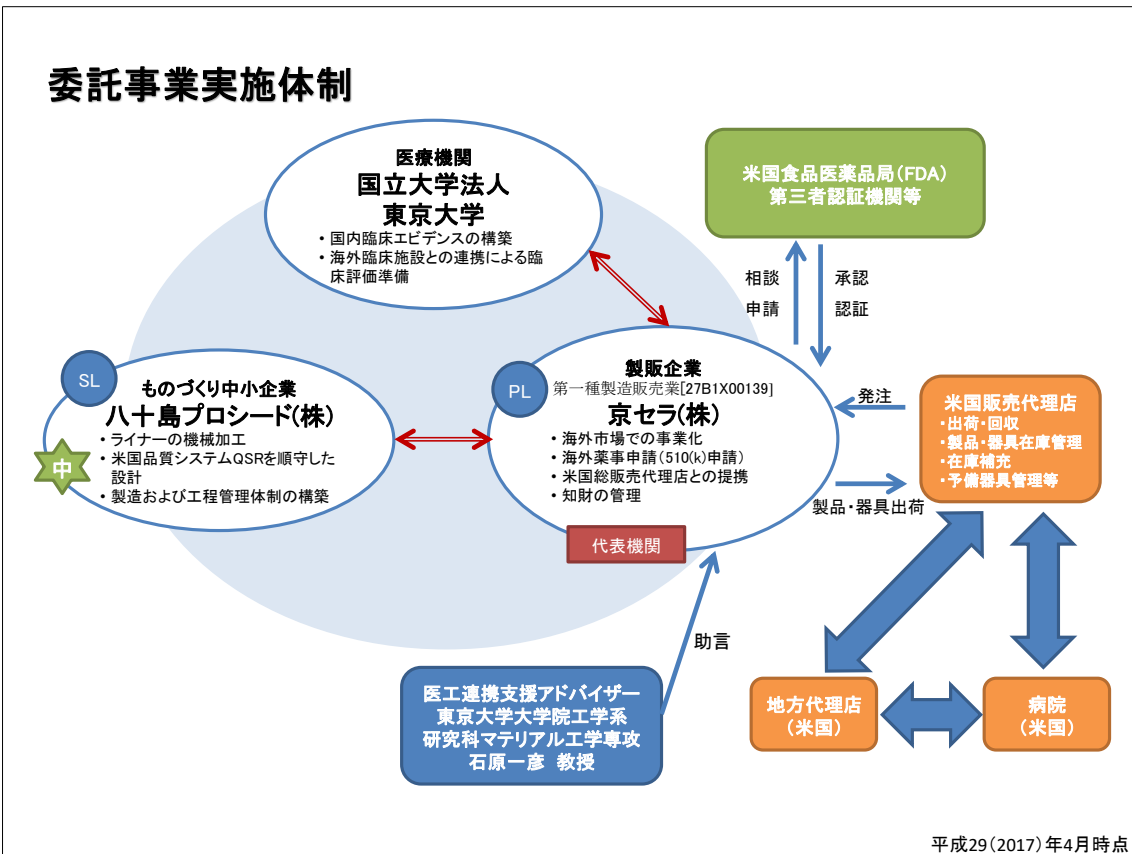 委託事業実施体制
医療機関
国立大学法人
東京大学
・国内臨床エビデンスの構築
・海外臨床施設との連携による臨
床評価準備
米国食品医薬品局(FDA)
第三者認証機関等
相談
申請
承認
認証
SL
ものづくり中小企業
八十島プロシード(株)
・ライナーの機械加工
・米国品質システムQSRを順守した
設計
・製造および工程管理体制の構築
中
PL
製販企業
第一種製造販売業[27B1X00139]
京セラ(株)
・海外市場での事業化
・海外薬事申請(510(k)申請)
・米国総販売代理店との提携
・知財の管理
代表機関
発注
製品・器具出荷
米国販売代理店
・出荷・回収
・製品・器具在庫管理
・在庫補充
・予備器具管理等
助言
医工連携支援アドバイザー
東京大学大学院工学系
研究科マテリアル工学専攻
石原一彦 教授
地方代理店
(米国)
病院
(米国)
平成29(2017)年4月時点